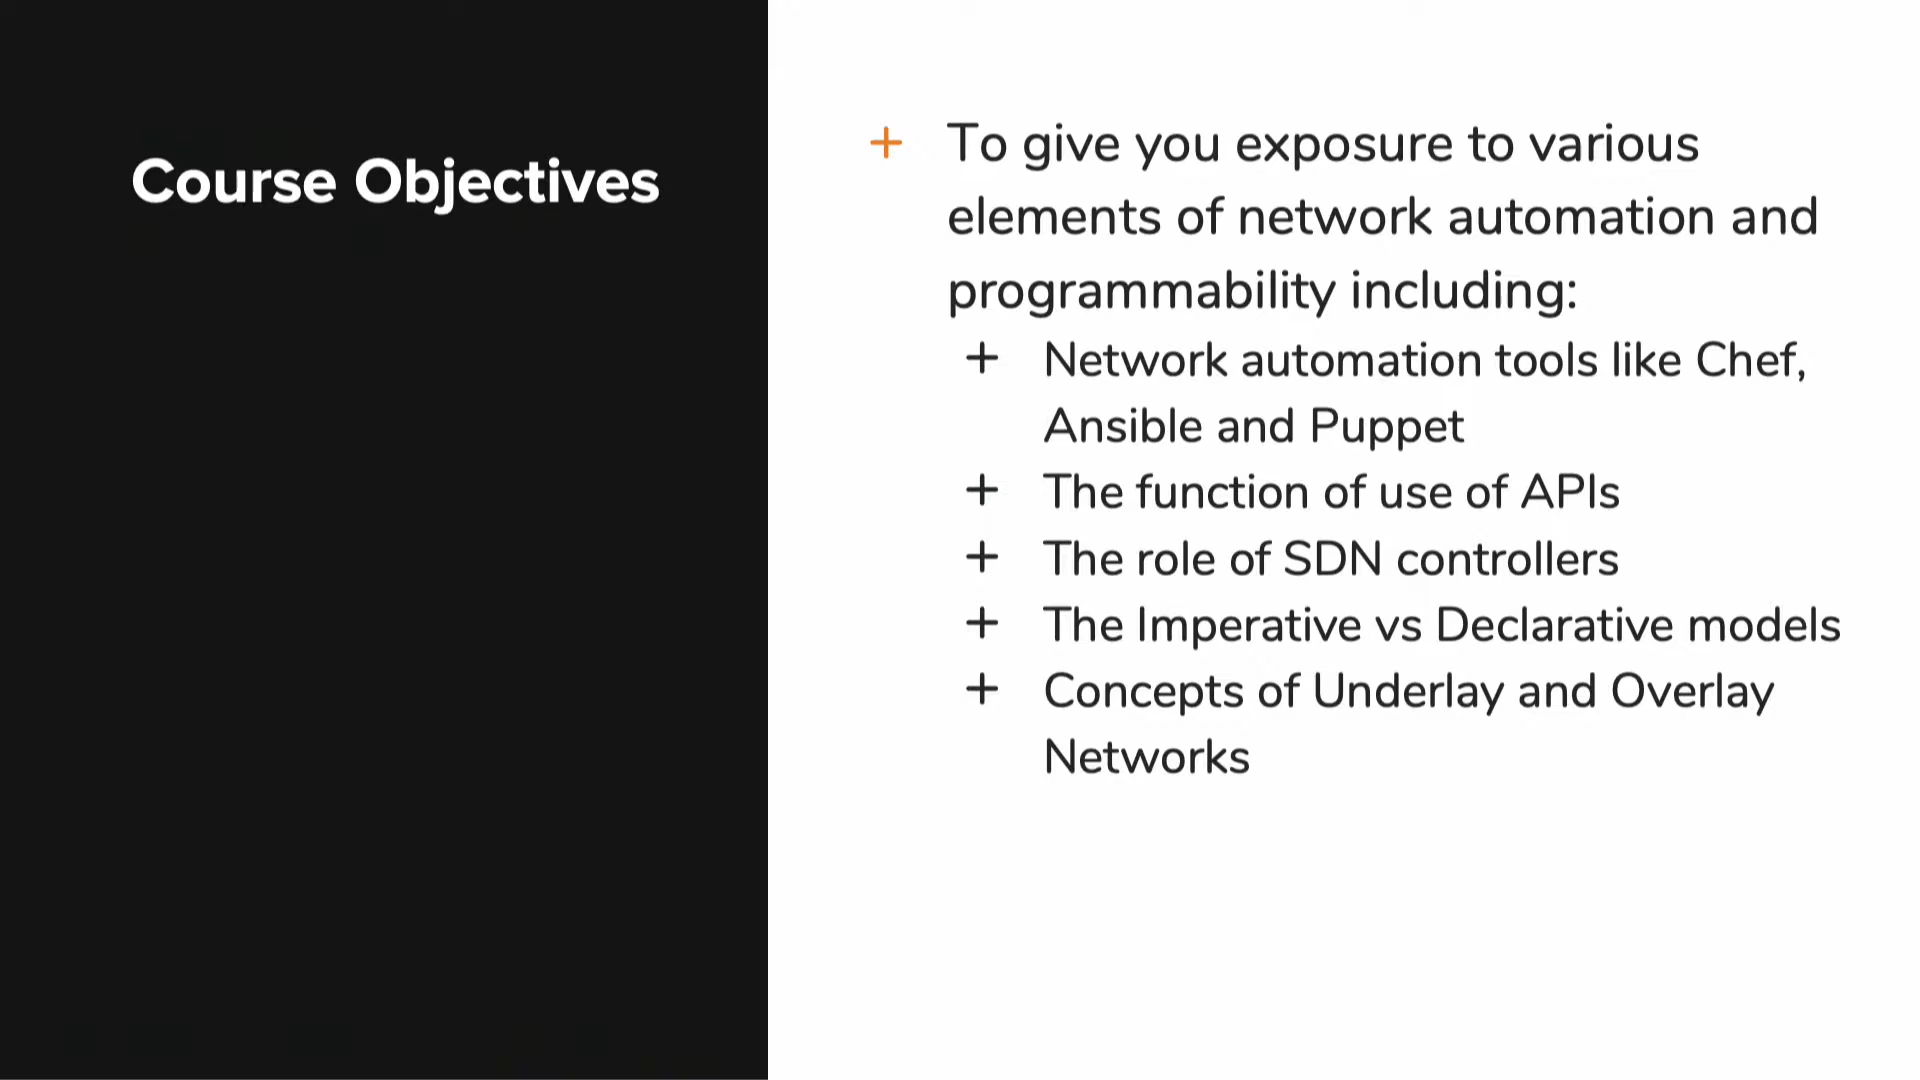 Course Objectives
+ To give you exposure to various
elements of network automation and
programmability including:
+ Network automation tools like Chef,
Ansible and Puppet
+ The function of use of APIs
+ The role of SDN controllers
+ The Imperative vs Declarative models
+ Concepts of Underlay and Overlay
Networks